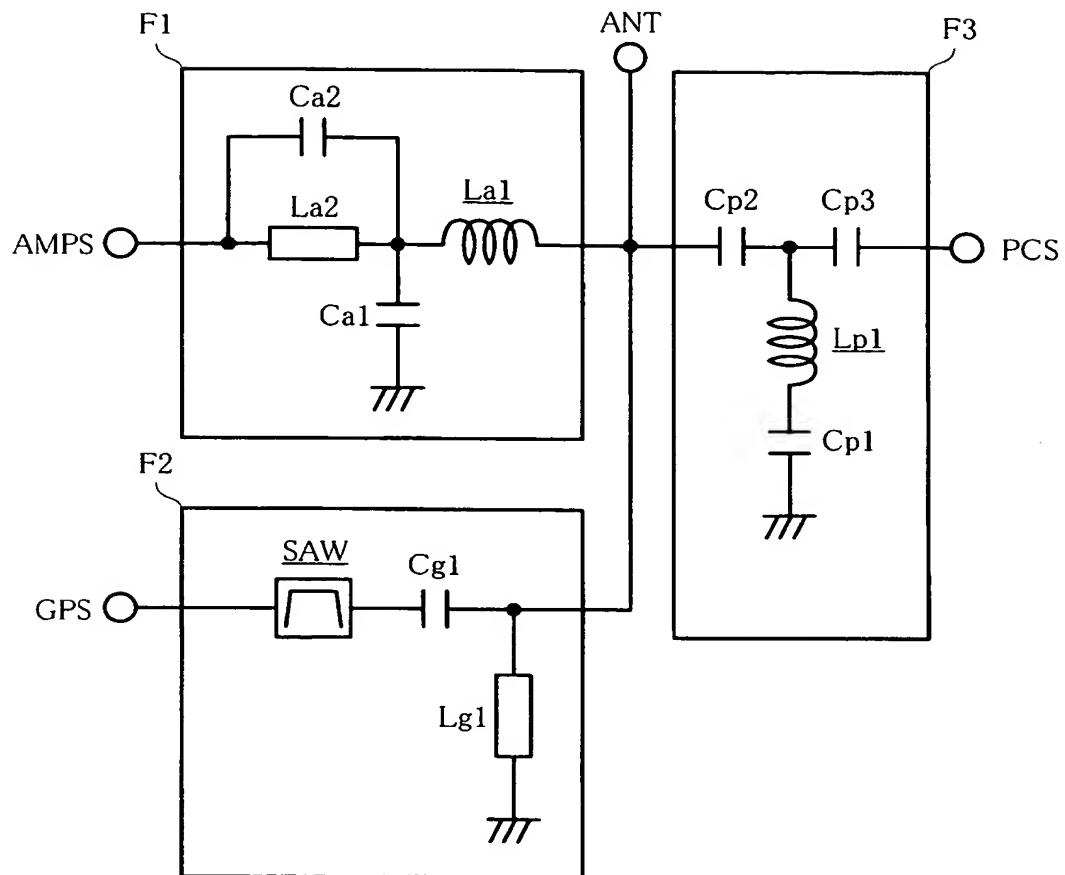 F1
ANT
F3
Ca2
La2
La1
AMPS
Ca1
Cp2
Cp3
PCS
Lp1
Cp1
F2
SAW
Cg1
GPS
Lg1